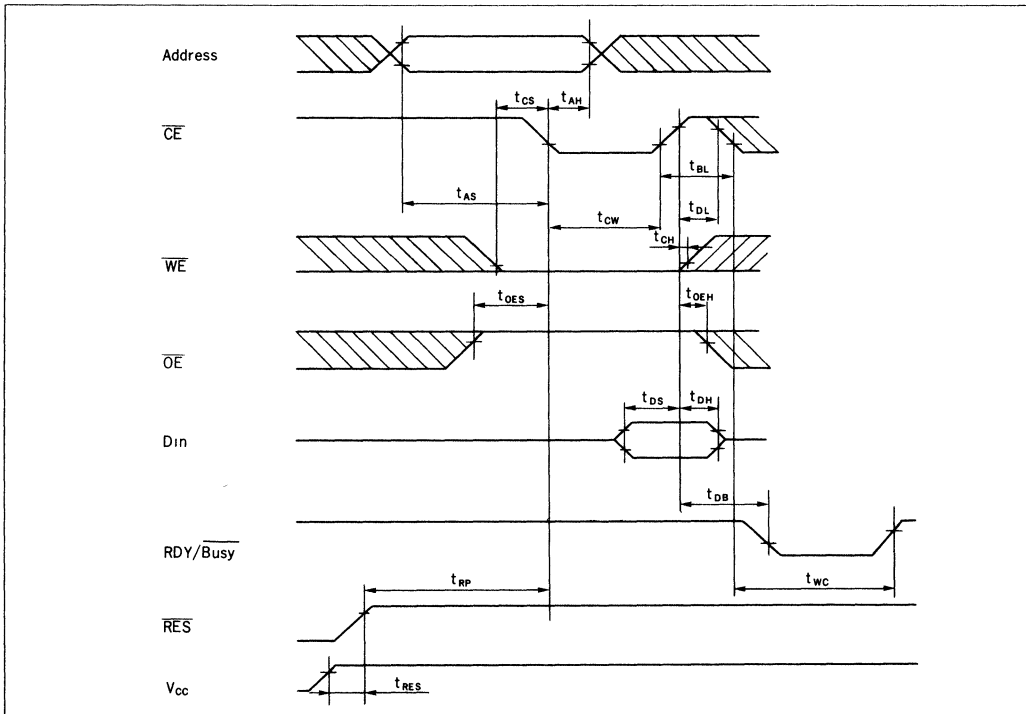 Address
tCS tAH
CE
tBL
tAS
tDL
tCW
tCH
WE
tOES tOEH
OE
tDS tDH
Din
tDB
RDY/Busy
tWC
tRP
RES
tRES
Vcc